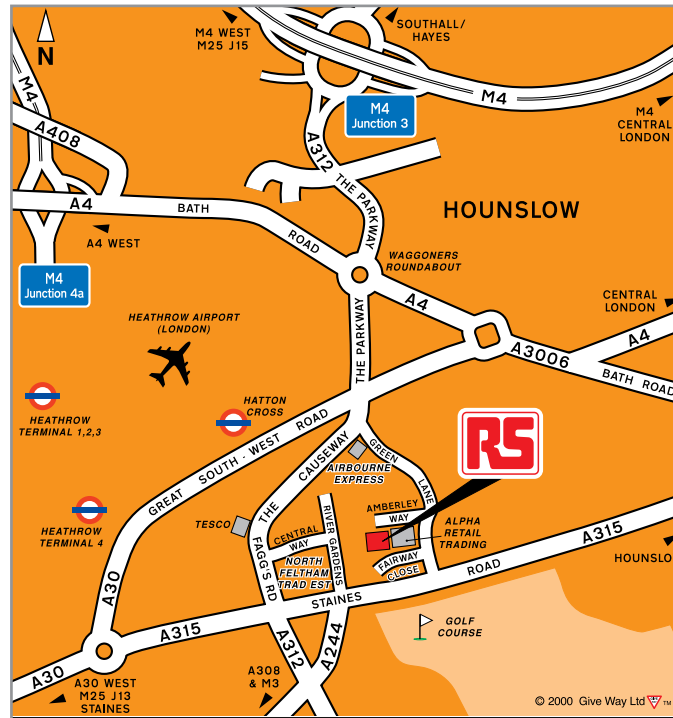 SOUTHALL/
HAYES
M4 WEST
M25 J15
N
M4
M4
M4
Junction 3
M4
CENTRAL
LONDON
A408
A312
THE PARKWAY
A4
BATH
ROAD
HOUNSLOW
A4 WEST
WAGGONERS
ROUNDABOUT
M4
Junction 4a
A4
CENTRAL
LONDON
HEATHROW AIRPORT
(LONDON)
THE PARKWAY
A4
A3006
BATH ROAD
HATTON
CROSS
HEATHROW
TERMINAL 1,2,3
GREAT SOUTH-WEST ROAD
RS
THE CAUSEWAY
GREEN
LANE
AIRBOURNE
EXPRESS
AMBERLEY
WAY
ALPHA
RETAIL
TRADING
TESCO
HEATHROW
TERMINAL 4
CENTRAL
WAY
RIVER GARDENS
NORTH
FELTHAM
TRAD EST
FAGG'S RD
FAIRWAY
CLOSE
A315
HOUNSLO
ROAD
STAINES
A30
A315
GOLF
COURSE
A312
A244
A30
A30 WEST
M25 J13
STAINES
A308
& M3
© 2000 Give Way Ltd
TM